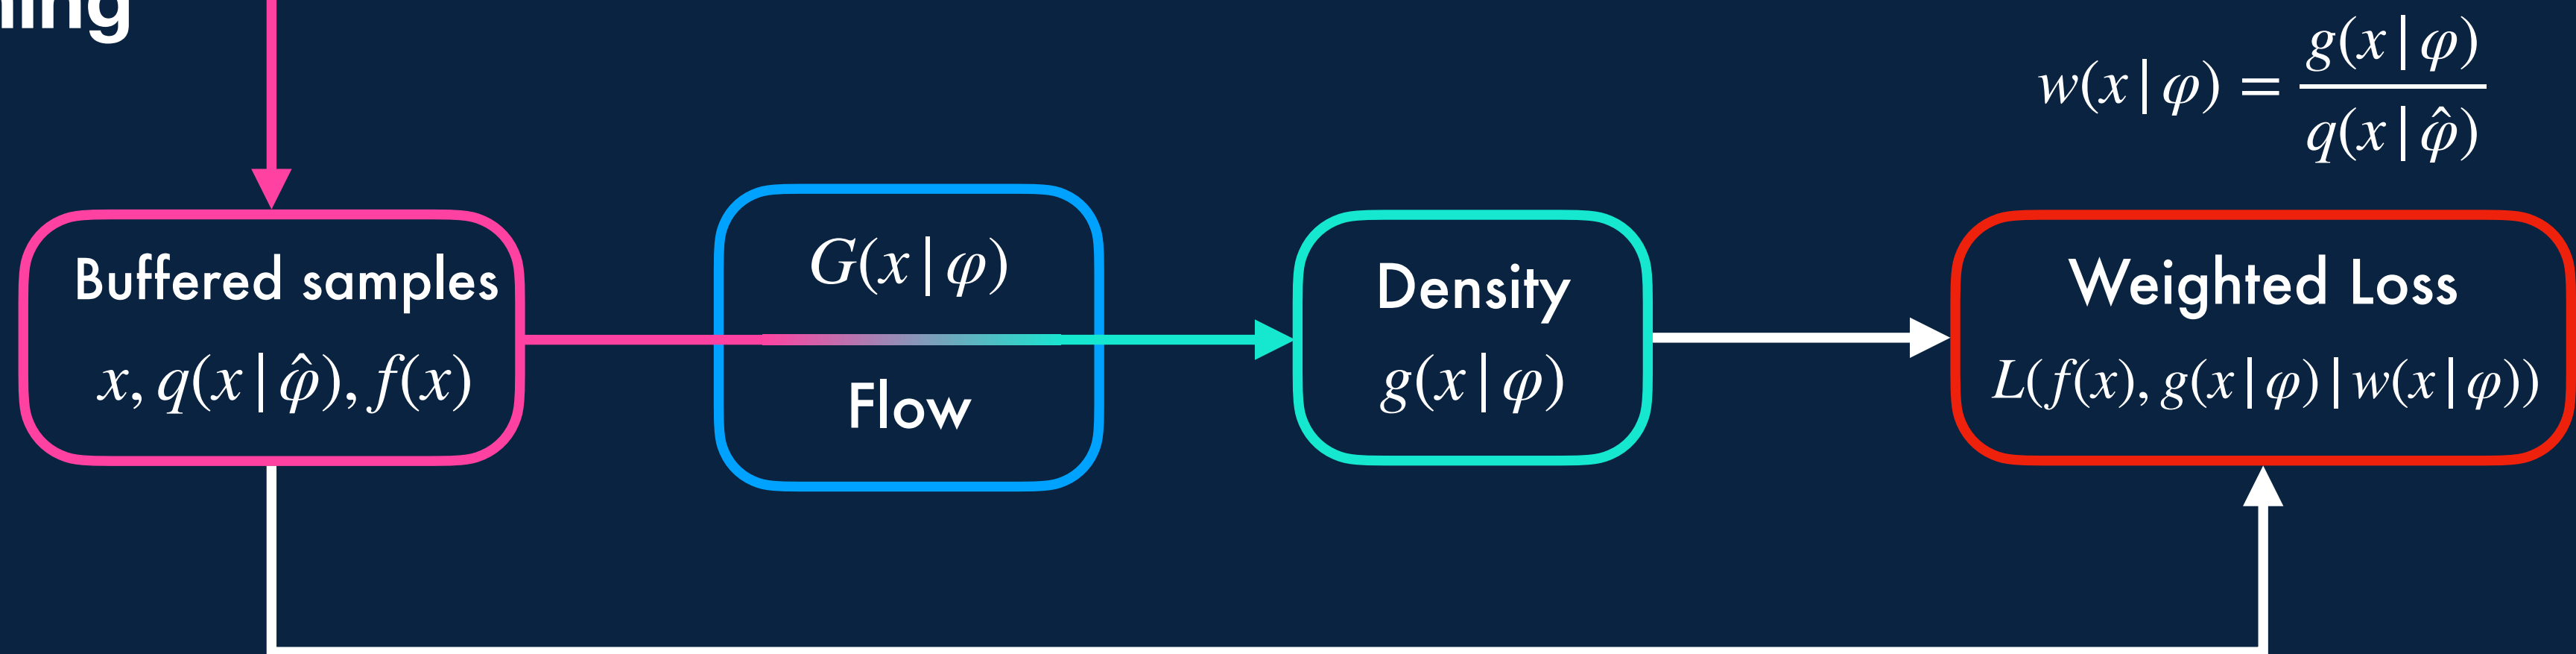 w(x | φ) = g(x | φ) / q(x | φ̂)
Buffered samples
x, q(x | φ̂), f(x)
G(x | φ)
Flow
Density
g(x | φ)
Weighted Loss
L(f(x), g(x | φ) | w(x | φ))